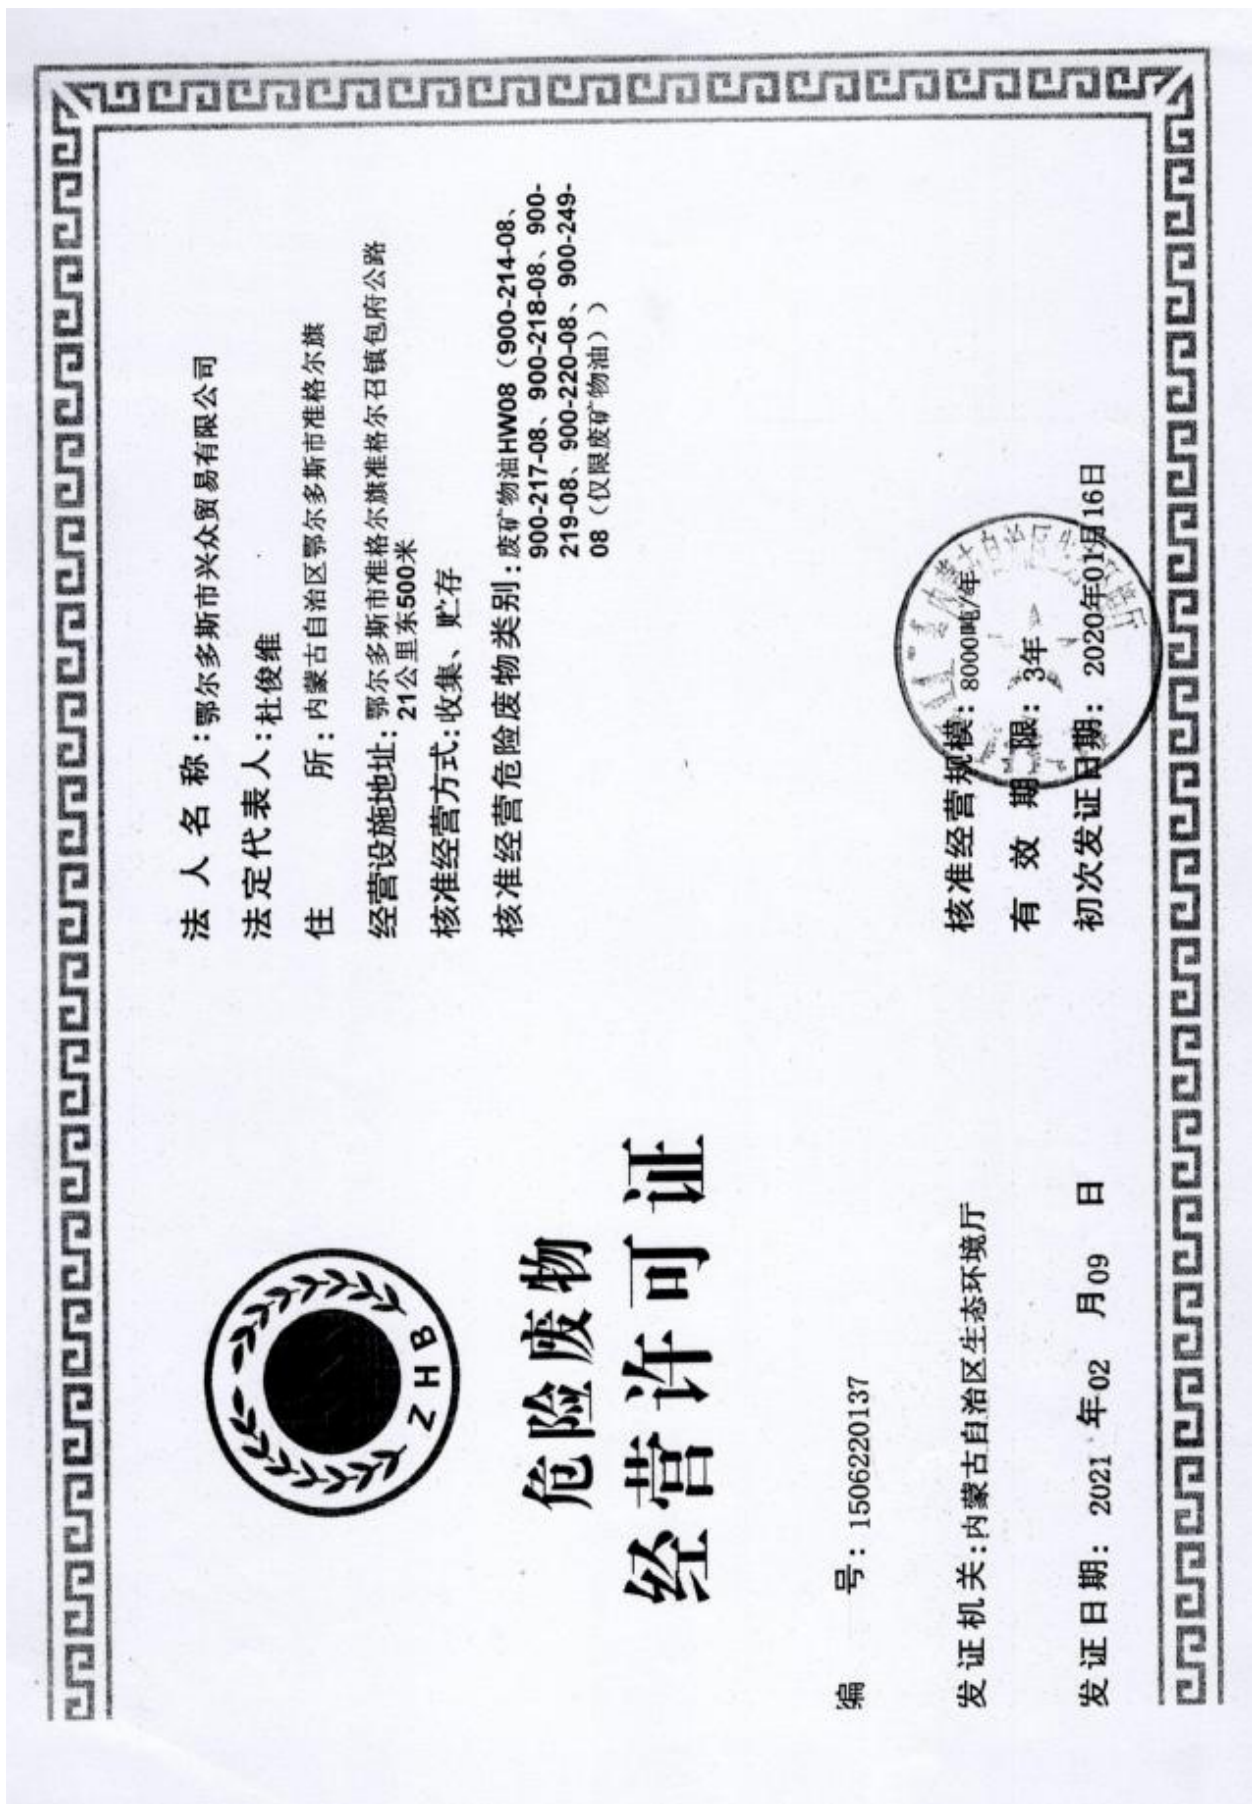 ZHB
危险废物
经营许可证
编 号：1506220137
发证机关：内蒙古自治区生态环境厅
发证日期：2021 年 02 月 09 日
法人名称：鄂尔多斯市兴众贸易有限公司
法定代表人：杜俊维
住 所：内蒙古自治区鄂尔多斯市准格尔旗
经营设施地址：鄂尔多斯市准格尔旗准格尔召镇包府公路
21公里东500米
核准经营方式：收集、贮存
核准经营危险废物类别：废矿物油HW08（900-214-08、
900-217-08、900-218-08、900-
219-08、900-220-08、900-249-
08（仅限废矿物油））
核准经营规模：8000吨/年
有效期限：3年
初次发证日期：2020年01月16日